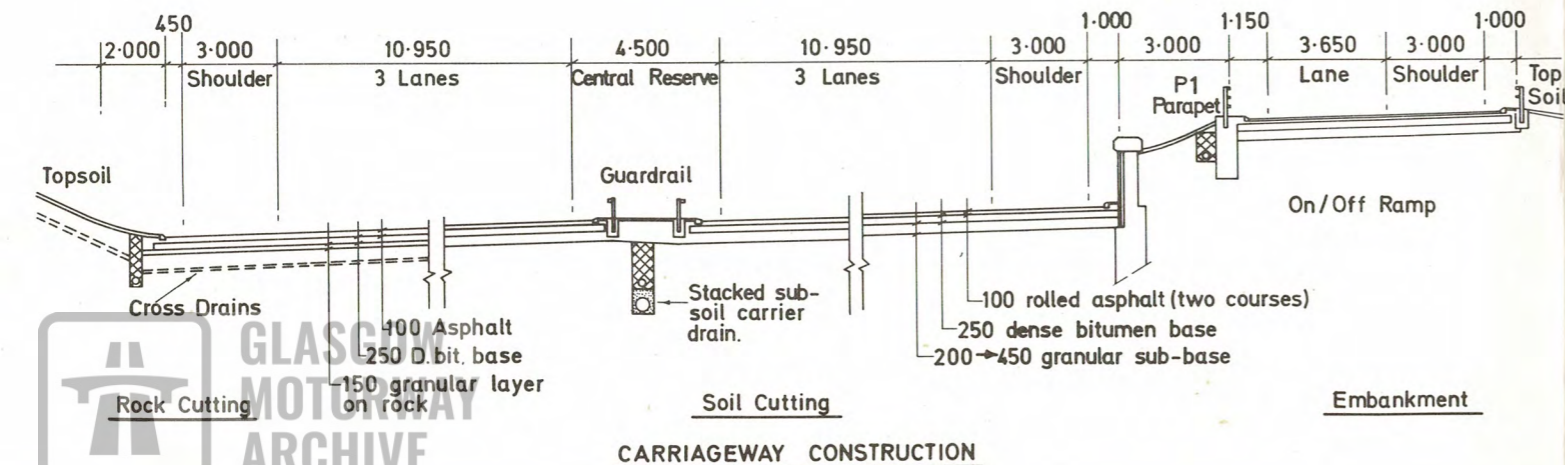 450
1·000
1·150
1·000
2·000 3·000 10·950 4·500 10·950 3·000 3·000 3·650 3·000
Shoulder 3 Lanes Central Reserve 3 Lanes Shoulder Lane Shoulder Top
Soil
P1
Parapet
Topsoil
Guardrail
On/Off Ramp
Cross Drains
Stacked sub-
soil carrier
drain.
100 rolled asphalt (two courses)
250 dense bitumen base
200→450 granular sub-base
100 Asphalt
250 D. bit. base
150 granular layer
on rock
Rock Cutting
Soil Cutting
Embankment
CARRIAGEWAY CONSTRUCTION
GLASGOW
MOTORWAY
ARCHIVE